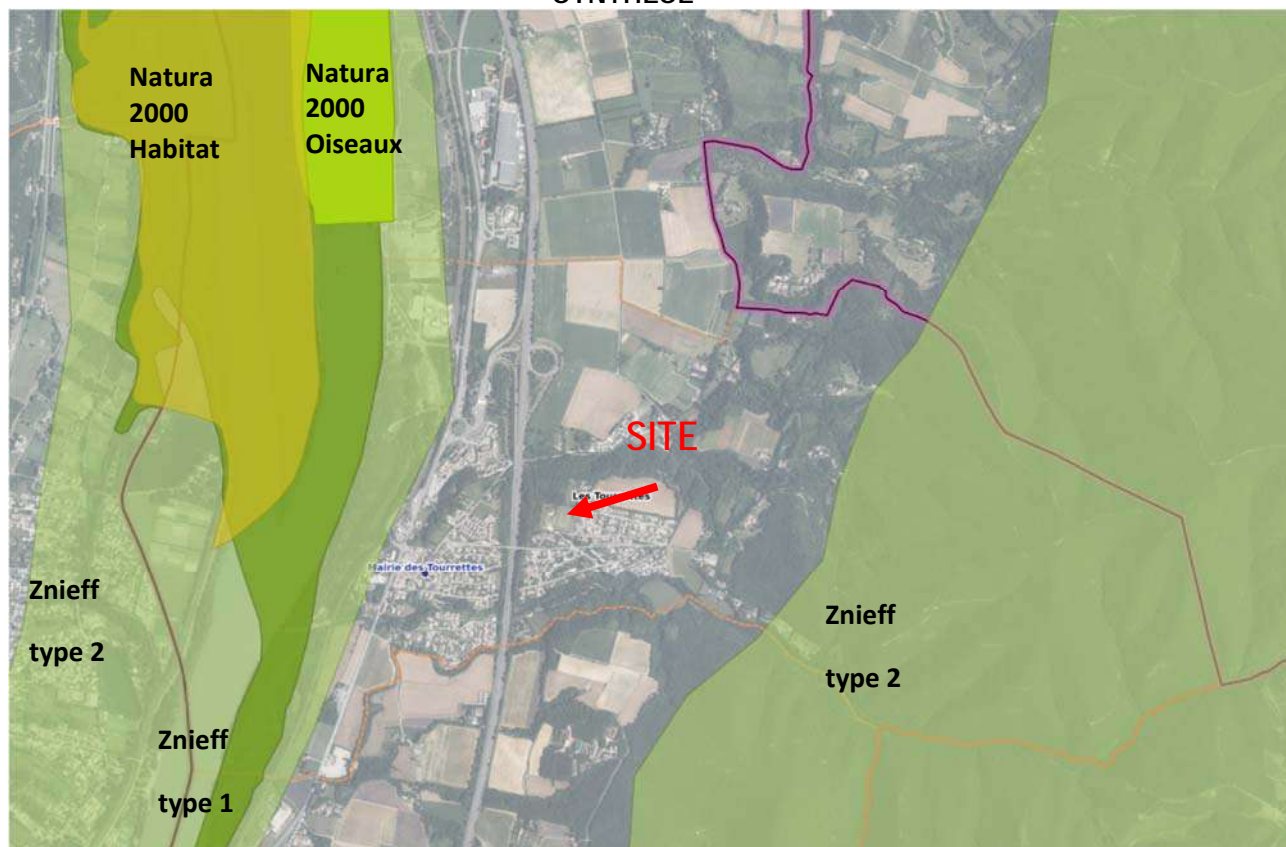 Natura
2000
Habitat
Natura
2000
Oiseaux
SITE
Les Tourrettes
Mairie des Tourrettes
Znieff
type 2
Znieff
type 2
Znieff
type 1